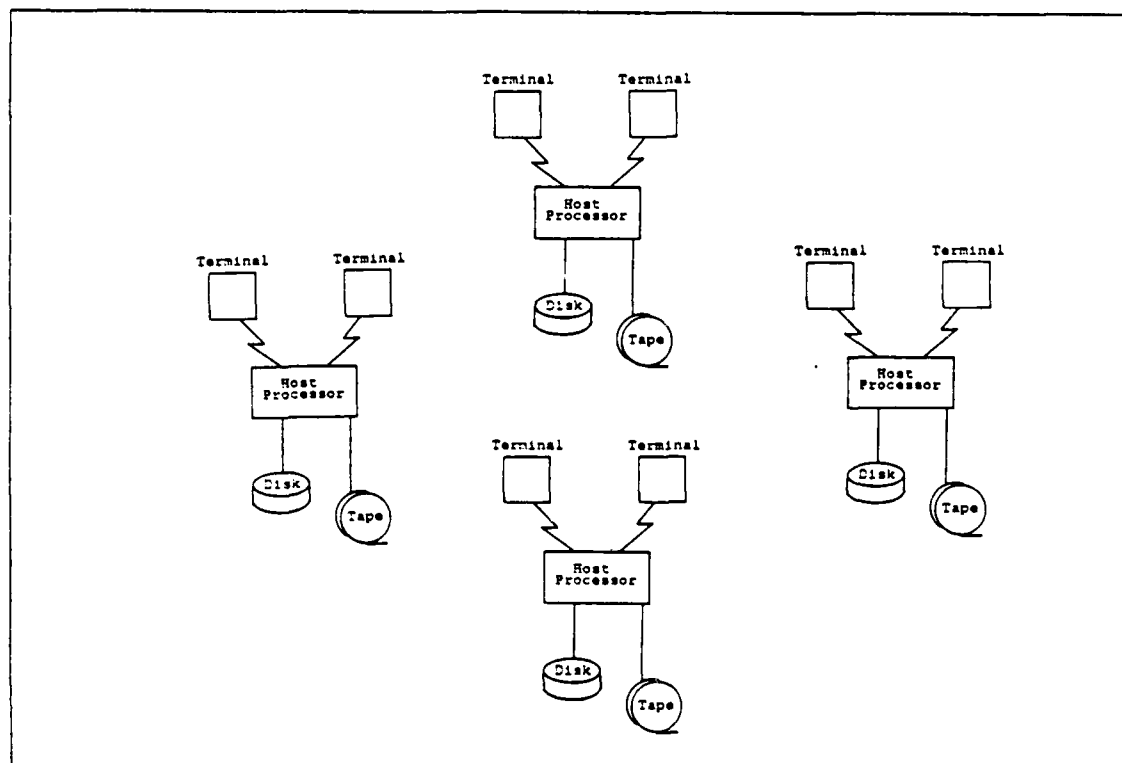 Terminal
Terminal
Host
Processor
Disk
Tape
Terminal
Terminal
Host
Processor
Disk
Tape
Terminal
Terminal
Host
Processor
Disk
Tape
Terminal
Terminal
Host
Processor
Disk
Tape